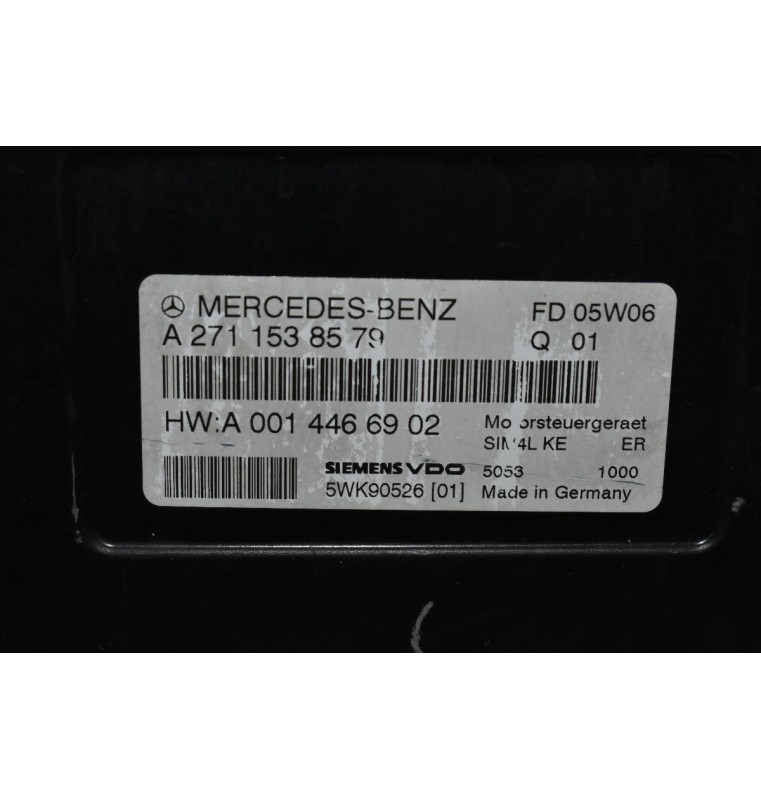 MERCEDES-BENZ FD 05W06
A 271 153 85 79 Q 01
HW:A 001 446 69 02 Motorsteuergeraet
SIM4L KE ER
SIEMENS VDO 5053 1000
5WK90526 [01] Made in Germany